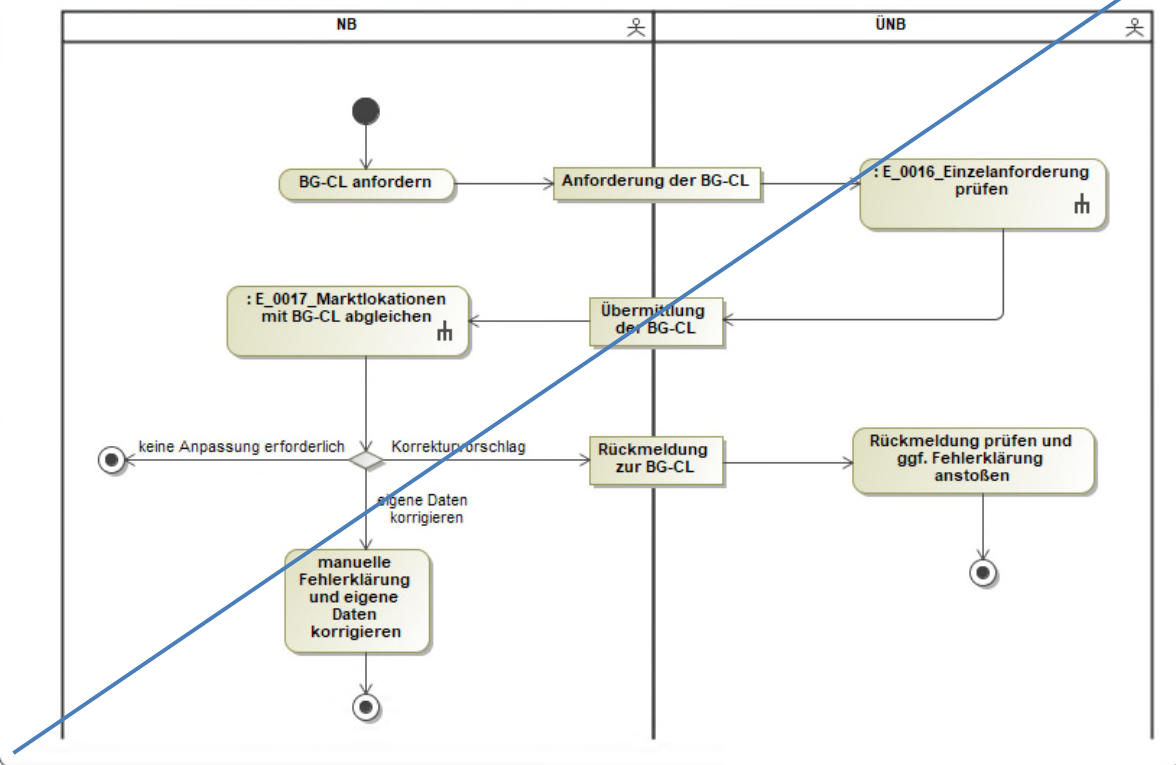 NB
ÜNB
BG-CL anfordern
Anforderung der BG-CL
: E_0016_Einzelanforderung
prüfen
: E_0017_Marktlokationen
mit BG-CL abgleichen
Übermittlung
der BG-CL
keine Anpassung erforderlich
Korrekturvorschlag
Rückmeldung
zur BG-CL
Rückmeldung prüfen und
ggf. Fehlerklärung
anstoßen
eigene Daten
korrigieren
manuelle
Fehlerklärung
und eigene
Daten
korrigieren